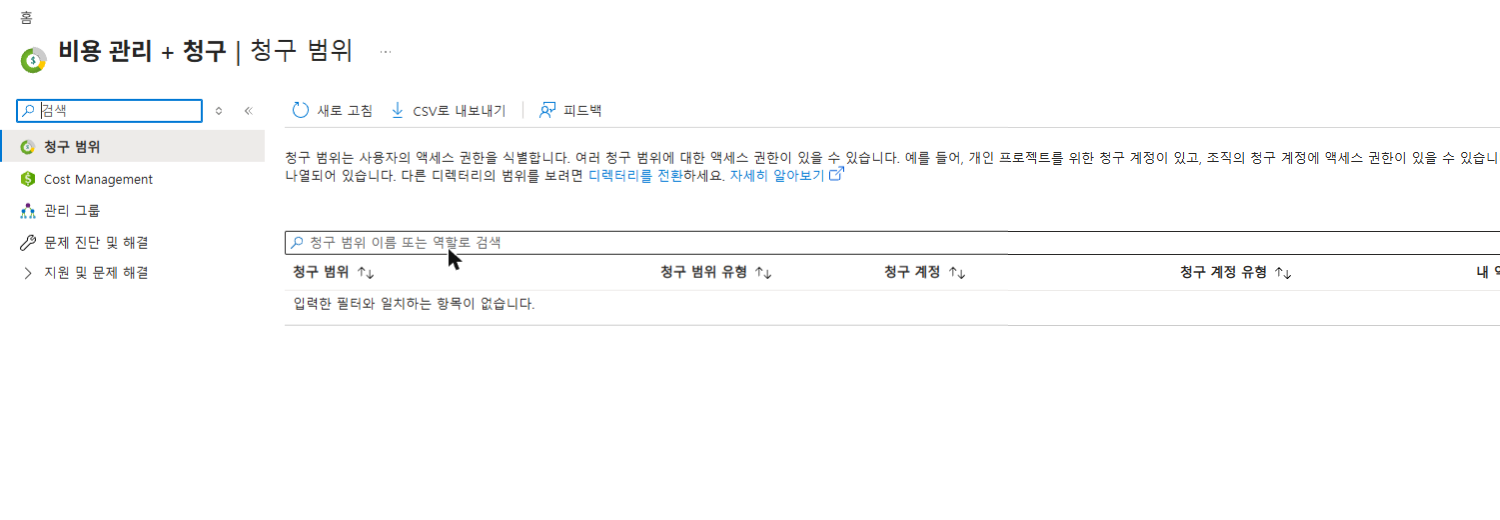 홈
비용 관리 + 청구 | 청구 범위 ...
검색
새로 고침 CSV로 내보내기 피드백
청구 범위
Cost Management
관리 그룹
문제 진단 및 해결
지원 및 문제 해결
청구 범위는 사용자의 액세스 권한을 식별합니다. 여러 청구 범위에 대한 액세스 권한이 있을 수 있습니다. 예를 들어, 개인 프로젝트를 위한 청구 계정이 있고, 조직의 청구 계정에 액세스 권한이 있을 수 있습니
나열되어 있습니다. 다른 디렉터리의 범위를 보려면 디렉터리를 전환하세요. 자세히 알아보기
청구 범위 이름 또는 역할로 검색
청구 범위 청구 범위 유형 청구 계정 청구 계정 유형 내
입력한 필터와 일치하는 항목이 없습니다.